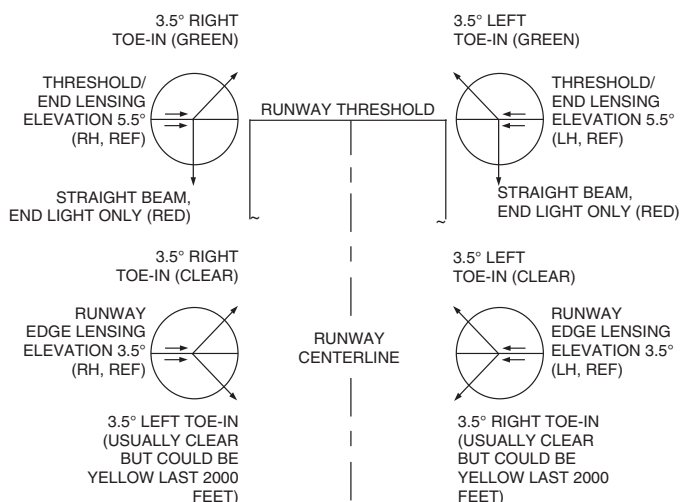 3.5° RIGHT
TOE-IN (GREEN)
3.5° LEFT
TOE-IN (GREEN)
THRESHOLD/
END LENSING
ELEVATION 5.5°
(RH, REF)
RUNWAY THRESHOLD
THRESHOLD/
END LENSING
ELEVATION 5.5°
(LH, REF)
STRAIGHT BEAM,
END LIGHT ONLY (RED)
STRAIGHT BEAM,
END LIGHT ONLY (RED)
~
~
3.5° RIGHT
TOE-IN (CLEAR)
3.5° LEFT
TOE-IN (CLEAR)
RUNWAY
EDGE LENSING
ELEVATION 3.5°
(RH, REF)
RUNWAY
CENTERLINE
RUNWAY
EDGE LENSING
ELEVATION 3.5°
(LH, REF)
3.5° LEFT TOE-IN
(USUALLY CLEAR
BUT COULD BE
YELLOW LAST 2000
FEET)
3.5° RIGHT TOE-IN
(USUALLY CLEAR
BUT COULD BE
YELLOW LAST 2000
FEET)